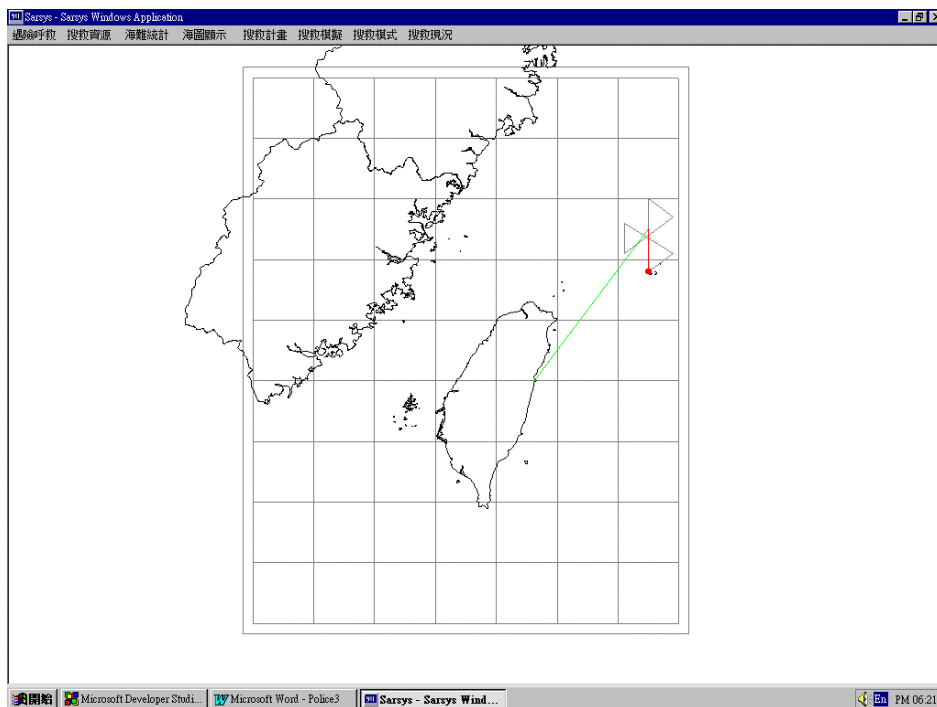 Sarsys - Sarsys Windows Application
遇險呼救 搜救資源 海難統計 海圖顯示 搜救計畫 搜救模擬 搜救模式 搜救現況
開始 Microsoft Developer Studi... Microsoft Word - Police3 Sarsys - Sarsys Wind... En PM 06:21